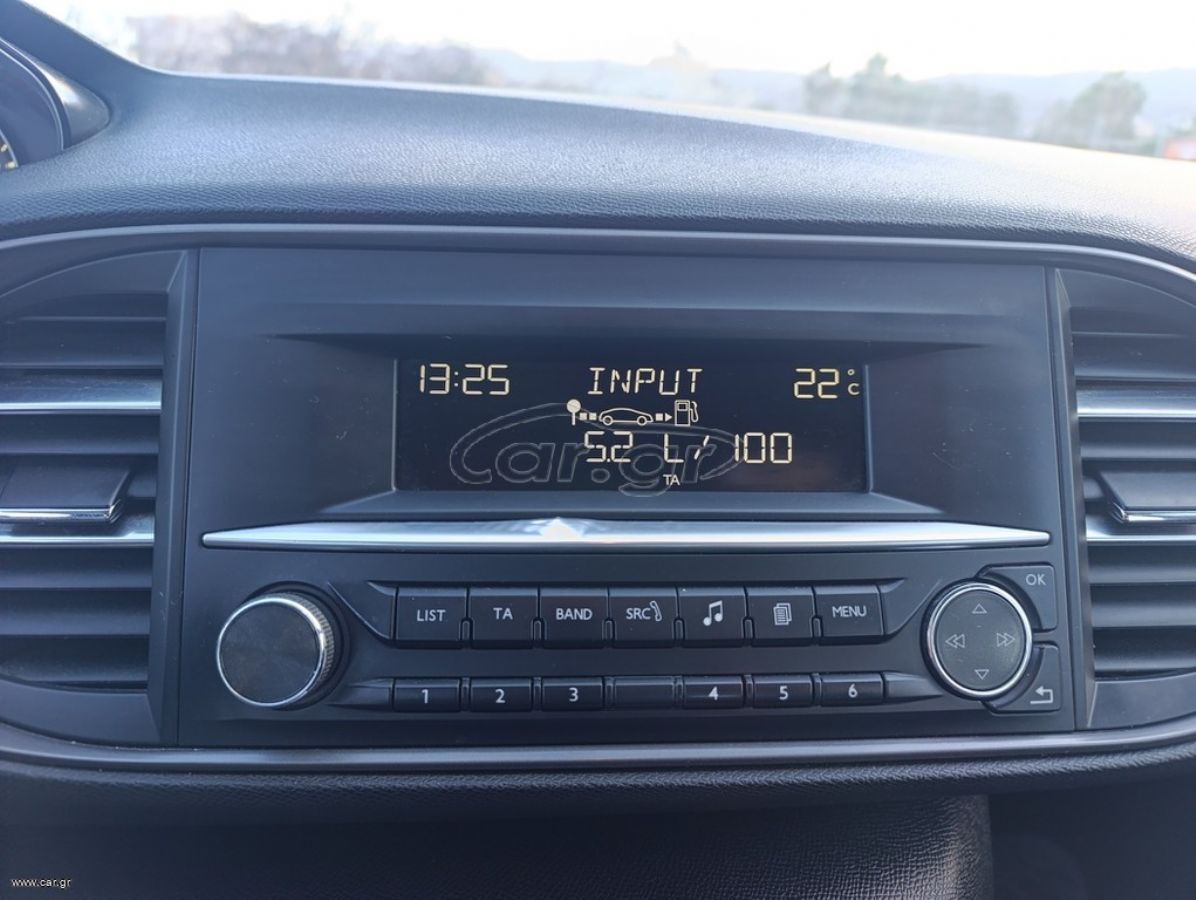 13:25 INPUT 22°C
5.2 L/100
TA
Car.gr
LIST TA BAND SRC MENU OK
1 2 3 4 5 6
www.car.gr